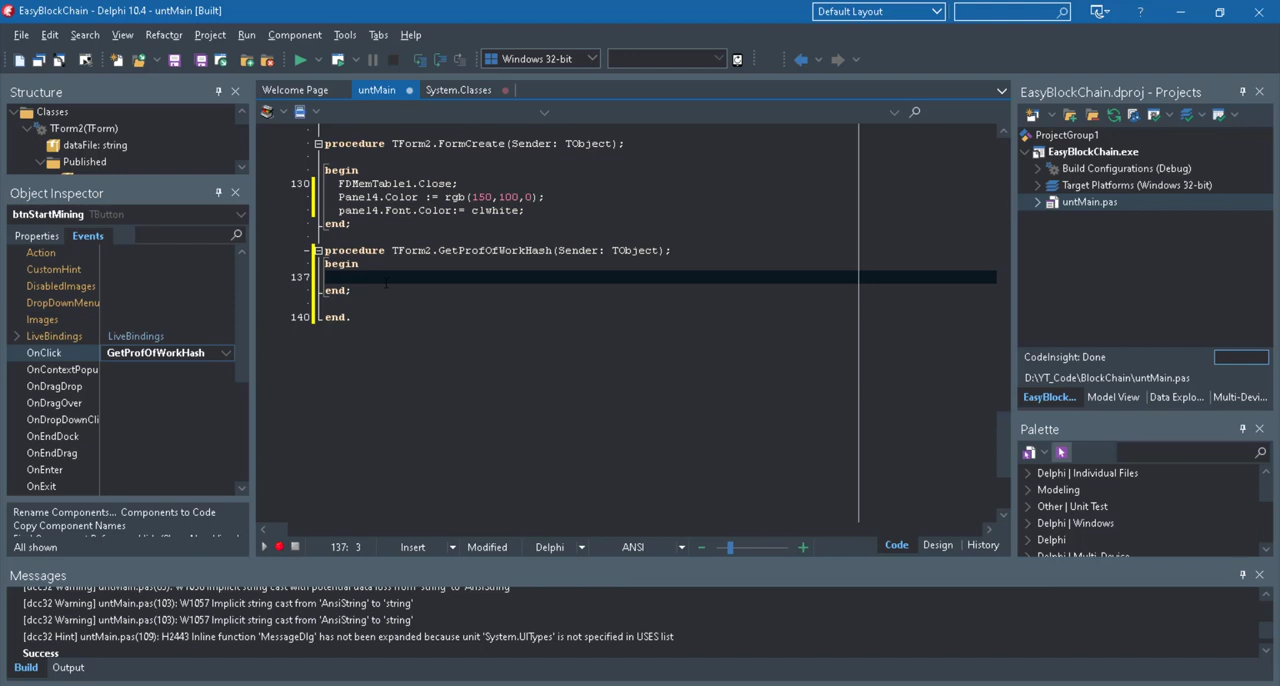 EasyBlockChain - Delphi 10.4 - untMain [Built]
Default Layout
File Edit Search View Refactor Project Run Component Tools Tabs Help
Windows 32-bit
Structure
Classes
TForm2(TForm)
dataFile: string
Published
Object Inspector
btnStartMining TButton
Properties Events
Action
CustomHint
DisabledImages
DropDownMenu
Images
LiveBindings LiveBindings
OnClick GetProfOfWorkHash
OnContextPopu
OnDragDrop
OnDragOver
OnDropDownCli
OnEndDock
OnEndDrag
OnEnter
OnExit
Rename Components... Components to Code
Copy Component Names
All shown
Welcome Page untMain System.Classes
procedure TForm2.FormCreate(Sender: TObject);
begin
130 FDMemTable1.Close;
Panel4.Color := rgb(150,100,0);
panel4.Font.Color:= clwhite;
end;
procedure TForm2.GetProfOfWorkHash(Sender: TObject);
begin
137
end;
140 end.
137: 3 Insert Modified Delphi ANSI Code Design History
EasyBlockChain.dproj - Projects
ProjectGroup1
EasyBlockChain.exe
Build Configurations (Debug)
Target Platforms (Windows 32-bit)
untMain.pas
CodeInsight: Done
D:\YT_Code\BlockChain\untMain.pas
EasyBlock... Model View Data Explo... Multi-Devi...
Palette
Delphi | Individual Files
Modeling
Other | Unit Test
Delphi | Windows
Delphi
Delphi | Multi-Device
Messages
[dcc32 Warning] untMain.pas(103): W1057 Implicit string cast from 'AnsiString' to 'string'
[dcc32 Warning] untMain.pas(103): W1057 Implicit string cast from 'AnsiString' to 'string'
[dcc32 Hint] untMain.pas(109): H2443 Inline function 'MessageDlg' has not been expanded because unit 'System.UITypes' is not specified in USES list
Success
Build Output